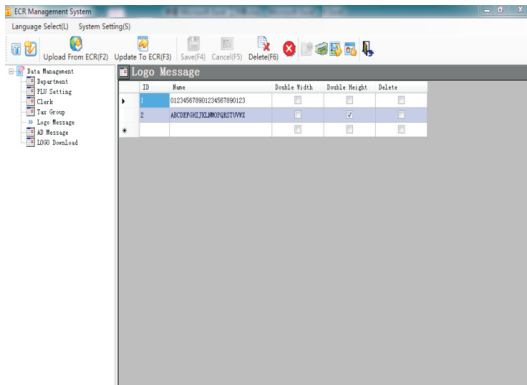 ECR Management System
Language Select(L) System Setting(S)
Upload From ECR(F2) Update To ECR(F3) Save(F4) Cancel(F5) Delete(F6)
Data Management
Department
PLU Setting
Clerk
Tax Group
Logo Message
AD Message
LOGO Download
Logo Message
ID Name Double Width Double Height Delete
1 012345678901234567890123
2 ABCDEFGHIJKLMNOPQRSTUVWX